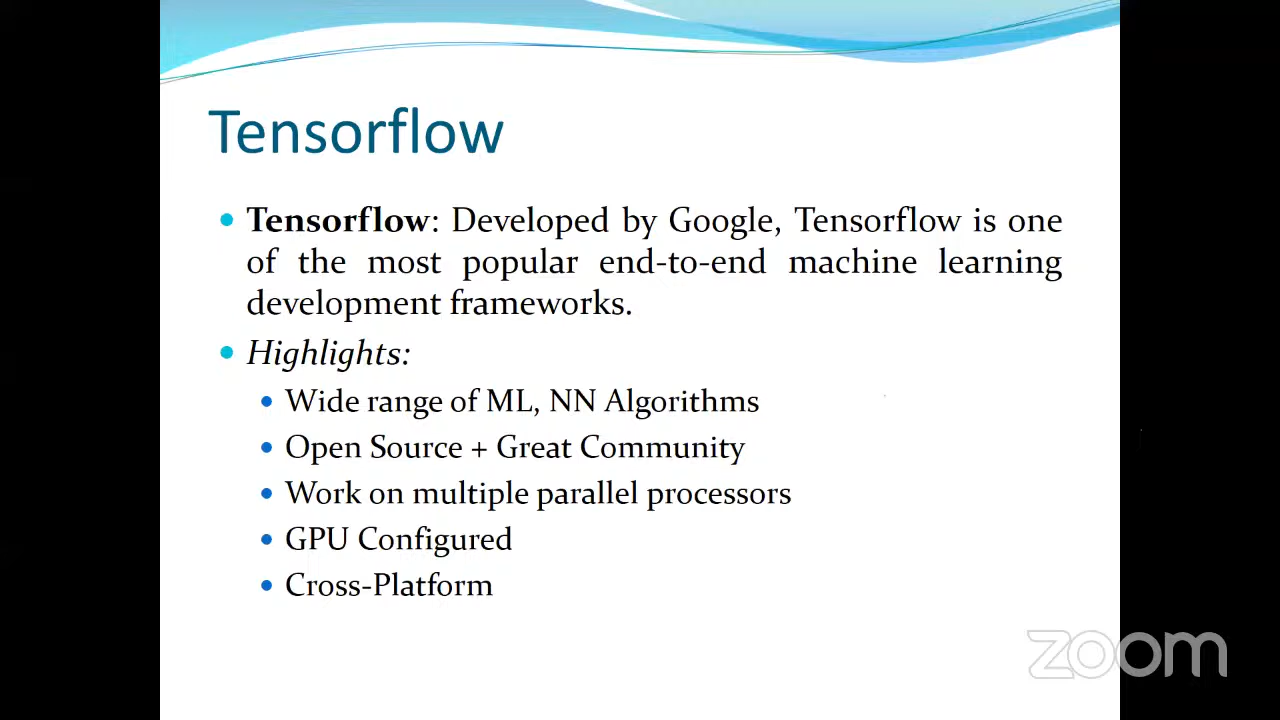 Tensorflow
Tensorflow: Developed by Google, Tensorflow is one
of the most popular end-to-end machine learning
development frameworks.
Highlights:
Wide range of ML, NN Algorithms
Open Source + Great Community
Work on multiple parallel processors
GPU Configured
Cross-Platform
zoom